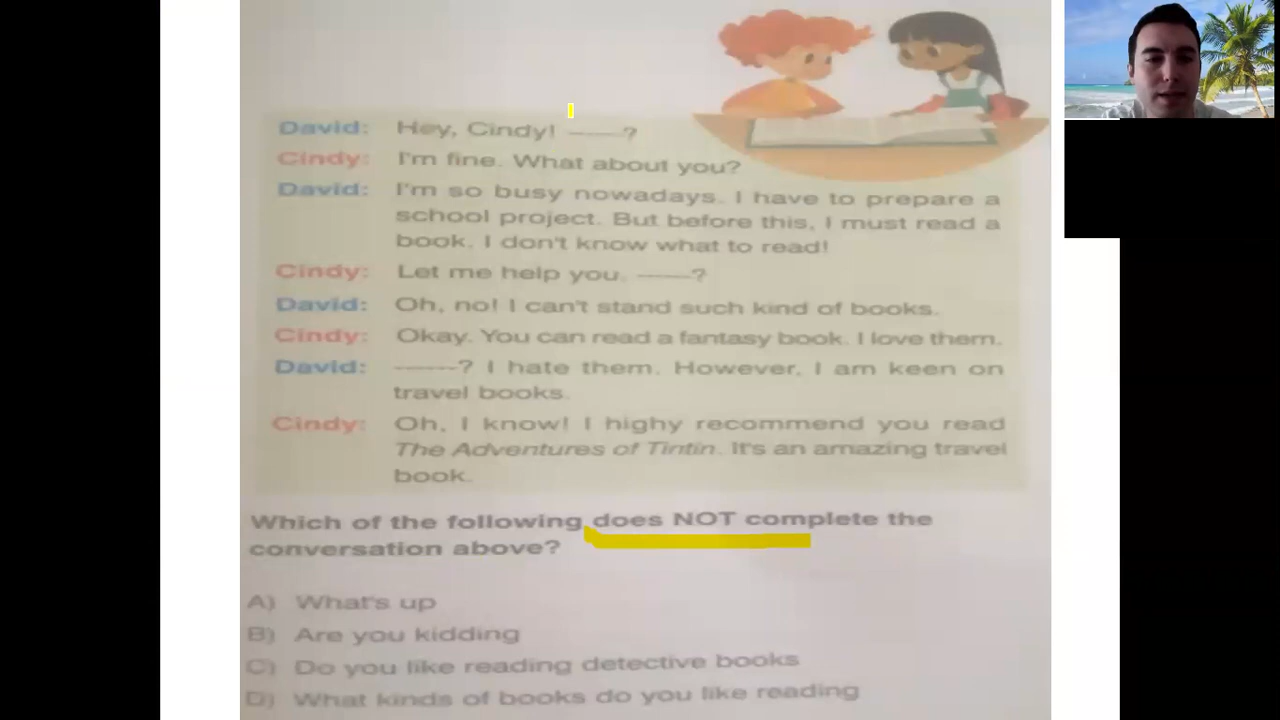 David: Hey, Cindy! ------?
Cindy: I'm fine. What about you?
David: I'm so busy nowadays. I have to prepare a
school project. But before this, I must read a
book. I don't know what to read!
Cindy: Let me help you. ------?
David: Oh, no! I can't stand such kind of books.
Cindy: Okay. You can read a fantasy book. I love them.
David: ------? I hate them. However, I am keen on
travel books.
Cindy: Oh, I know! I highy recommend you read
The Adventures of Tintin. It's an amazing travel
book.
Which of the following does NOT complete the
conversation above?
A) What's up
B) Are you kidding
C) Do you like reading detective books
D) What kinds of books do you like reading